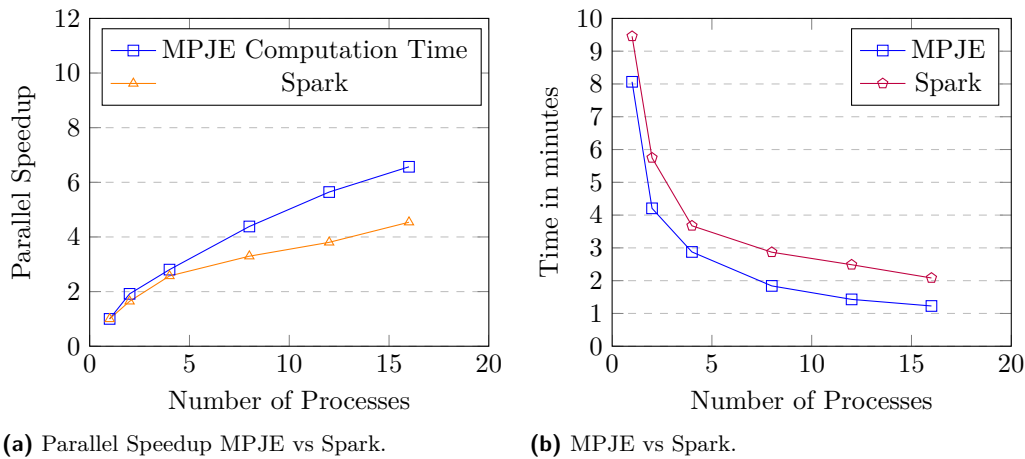 12
10
8
6
4
2
0
0
5
10
15
20
Parallel Speedup
Number of Processes
MPJE Computation Time
Spark
(a) Parallel Speedup MPJE vs Spark.
10
9
8
7
6
5
4
3
2
1
0
0
5
10
15
20
Time in minutes
Number of Processes
MPJE
Spark
(b) MPJE vs Spark.